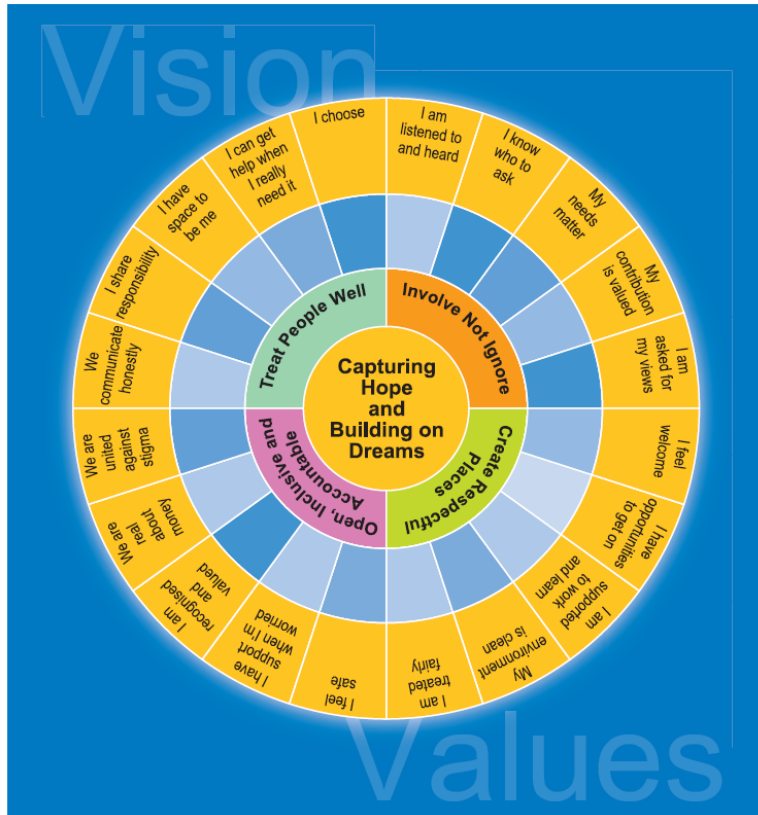 Vision
I choose
I am
listened to
and heard
I know
who to
ask
My
needs
matter
My
contribution
is valued
I am
asked for
my views
I feel
welcome
I have
opportunities
to get on
I am
supported
to work
and learn
My
environment
is clean
I am
treated
fairly
I feel
safe
I have
support
when I'm
worried
I am
recognised
and
valued
We are
real
about
money
We are
united
against
stigma
We
communicate
honestly
I share
responsibility
I have
space to
be me
I can get
help when
I really
need it
Treat People Well
Involve Not Ignore
Create Respectful
Places
Open, Inclusive and
Accountable
Capturing
Hope
and
Building on
Dreams
Values